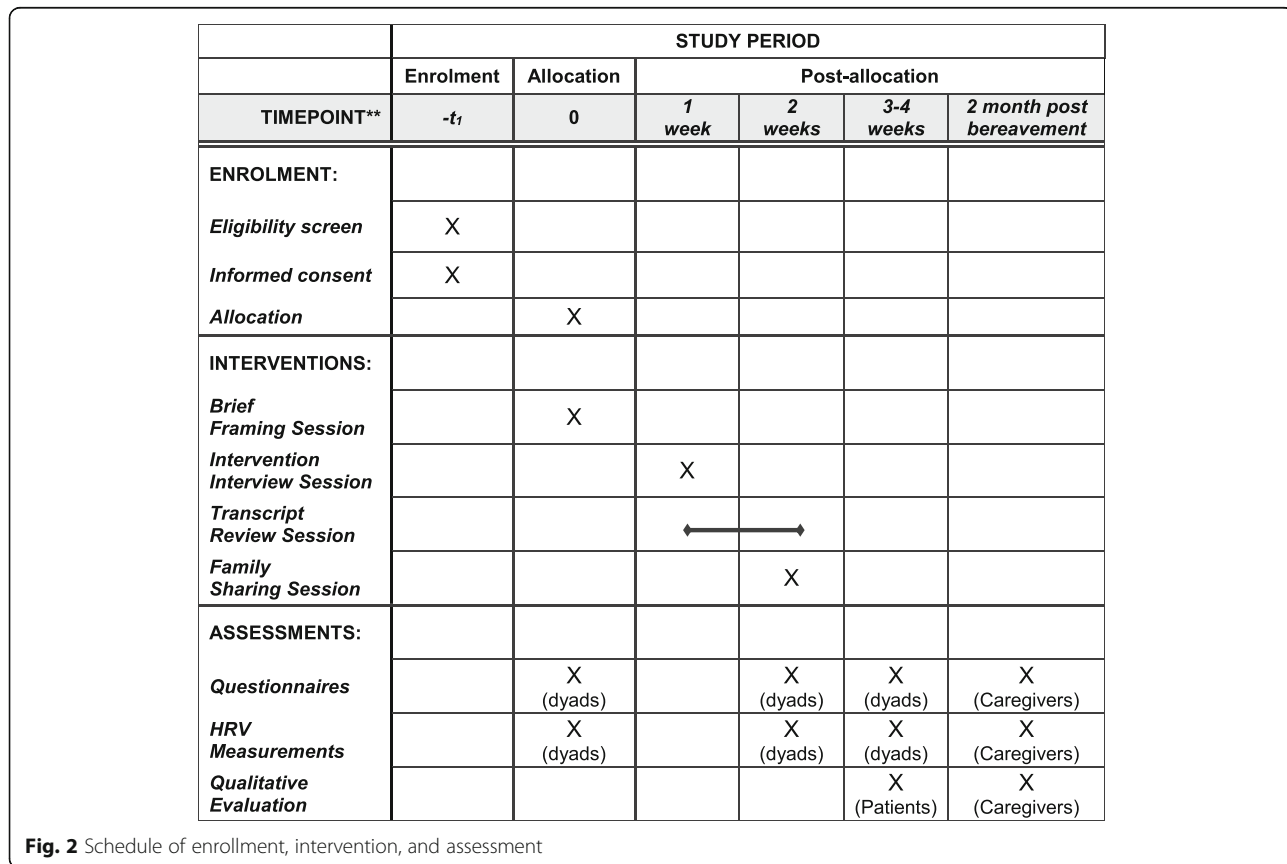 STUDY PERIOD
Enrolment Allocation Post-allocation
TIMEPOINT** -t1 0 1 week 2 weeks 3-4 weeks 2 month post bereavement
ENROLMENT:
Eligibility screen X
Informed consent X
Allocation X
INTERVENTIONS:
Brief
Framing Session X
Intervention
Interview Session X
Transcript
Review Session
Family
Sharing Session X
ASSESSMENTS:
Questionnaires X (dyads) X (dyads) X (dyads) X (Caregivers)
HRV
Measurements X (dyads) X (dyads) X (dyads) X (Caregivers)
Qualitative
Evaluation X (Patients) X (Caregivers)
Fig. 2 Schedule of enrollment, intervention, and assessment